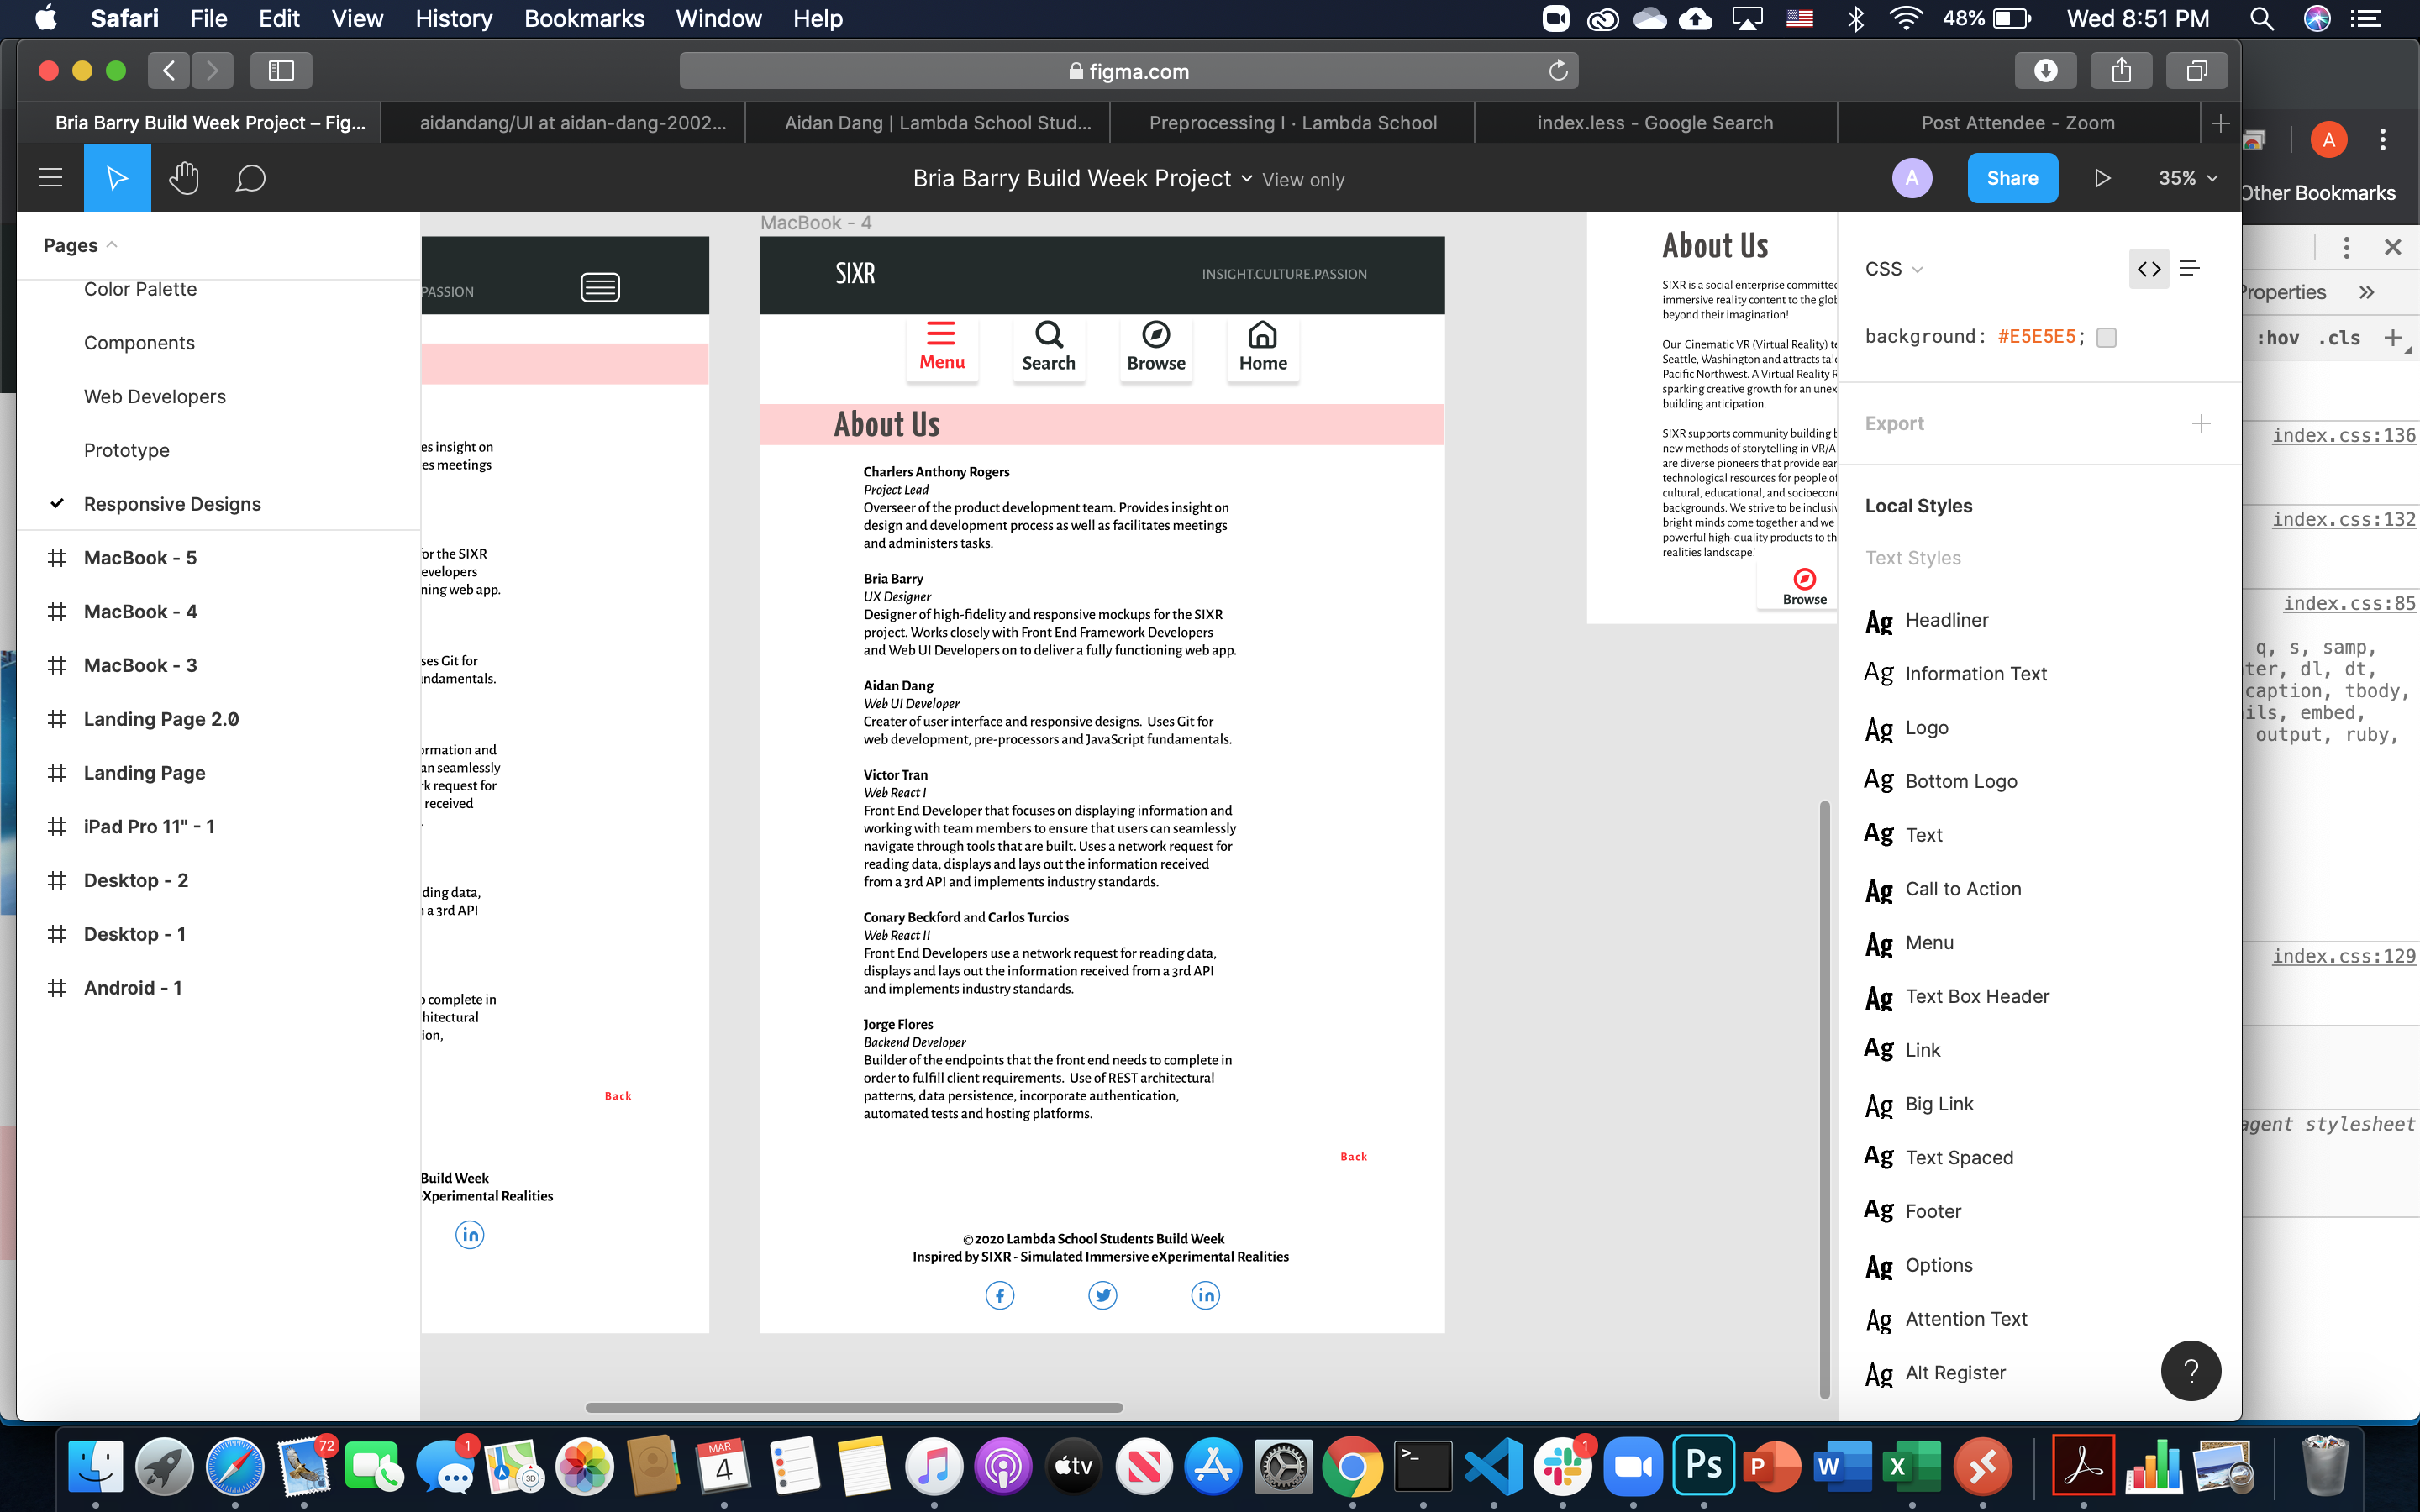 Safari File Edit View History Bookmarks Window Help
48% Wed 8:51 PM
figma.com
Bria Barry Build Week Project – Fig...
aidandang/UI at aidan-dang-2002...
Aidan Dang | Lambda School Stud...
Preprocessing I · Lambda School
index.less - Google Search
Post Attendee - Zoom
A
Other Bookmarks
Bria Barry Build Week Project View only
A
Share
35%
Pages
Color Palette
Components
Web Developers
Prototype
Responsive Designs
MacBook - 5
MacBook - 4
MacBook - 3
Landing Page 2.0
Landing Page
iPad Pro 11" - 1
Desktop - 2
Desktop - 1
Android - 1
PASSION
es insight on
es meetings
or the SIXR
evelopers
ning web app.
ses Git for
ndamentals.
ormation and
an seamlessly
k request for
received
ding data,
a 3rd API
complete in
hitectural
ion,
Back
Build Week
Xperimental Realities
in
MacBook - 4
SIXR
INSIGHT.CULTURE.PASSION
Menu
Search
Browse
Home
About Us
Charlers Anthony Rogers
Project Lead
Overseer of the product development team. Provides insight on
design and development process as well as facilitates meetings
and administers tasks.
Bria Barry
UX Designer
Designer of high-fidelity and responsive mockups for the SIXR
project. Works closely with Front End Framework Developers
and Web UI Developers on to deliver a fully functioning web app.
Aidan Dang
Web UI Developer
Creater of user interface and responsive designs. Uses Git for
web development, pre-processors and JavaScript fundamentals.
Victor Tran
Web React I
Front End Developer that focuses on displaying information and
working with team members to ensure that users can seamlessly
navigate through tools that are built. Uses a network request for
reading data, displays and lays out the information received
from a 3rd API and implements industry standards.
Conary Beckford and Carlos Turcios
Web React II
Front End Developers use a network request for reading data,
displays and lays out the information received from a 3rd API
and implements industry standards.
Jorge Flores
Backend Developer
Builder of the endpoints that the front end needs to complete in
order to fulfill client requirements. Use of REST architectural
patterns, data persistence, incorporate authentication,
automated tests and hosting platforms.
Back
©2020 Lambda School Students Build Week
Inspired by SIXR - Simulated Immersive eXperimental Realities
f
in
About Us
SIXR is a social enterprise committed
immersive reality content to the glob
beyond their imagination!
Our Cinematic VR (Virtual Reality) te
Seattle, Washington and attracts tale
Pacific Northwest. A Virtual Reality R
sparking creative growth for an unex
building anticipation.
SIXR supports community building b
new methods of storytelling in VR/A
are diverse pioneers that provide ear
technological resources for people of
cultural, educational, and socioecon
backgrounds. We strive to be inclusiv
bright minds come together and we
powerful high-quality products to th
realities landscape!
Browse
CSS
background: #E5E5E5;
Export
Local Styles
Text Styles
Ag Headliner
Ag Information Text
Ag Logo
Ag Bottom Logo
Ag Text
Ag Call to Action
Ag Menu
Ag Text Box Header
Ag Link
Ag Big Link
Ag Text Spaced
Ag Footer
Ag Options
Ag Attention Text
Ag Alt Register
?
Properties
:hov .cls
index.css:136
index.css:132
index.css:85
q, s, samp,
ter, dl, dt,
caption, tbody,
ils, embed,
output, ruby,
index.css:129
agent stylesheet
72
1
3D
MAR
4
tv
1
Ps
P
W
X